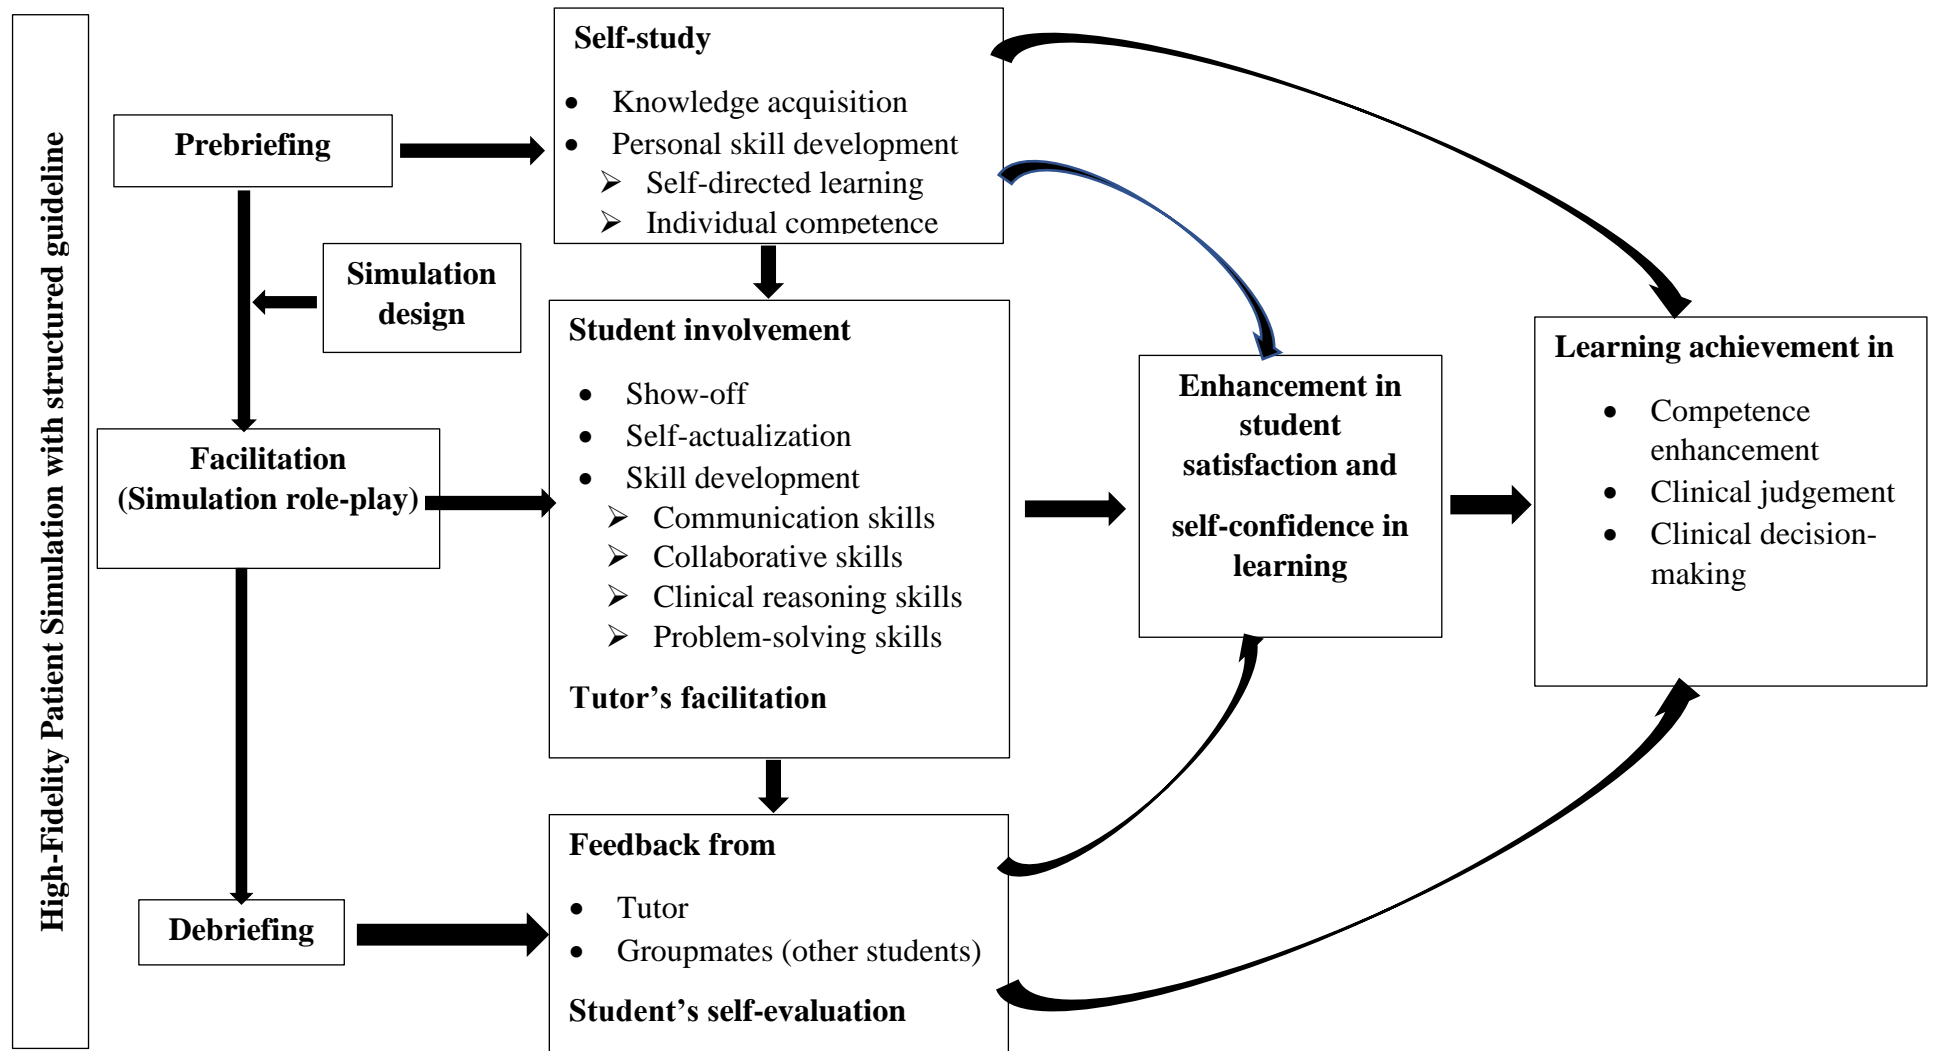 High-Fidelity Patient Simulation with structured guideline
Prebriefing
Simulation
design
Facilitation
(Simulation role-play)
Debriefing
Self-study
• Knowledge acquisition
• Personal skill development
➢ Self-directed learning
➢ Individual competence
Student involvement
• Show-off
• Self-actualization
• Skill development
➢ Communication skills
➢ Collaborative skills
➢ Clinical reasoning skills
➢ Problem-solving skills
Tutor’s facilitation
Feedback from
• Tutor
• Groupmates (other students)
Student’s self-evaluation
Enhancement in
student
satisfaction and
self-confidence in
learning
Learning achievement in
• Competence
enhancement
• Clinical judgement
• Clinical decision-
making